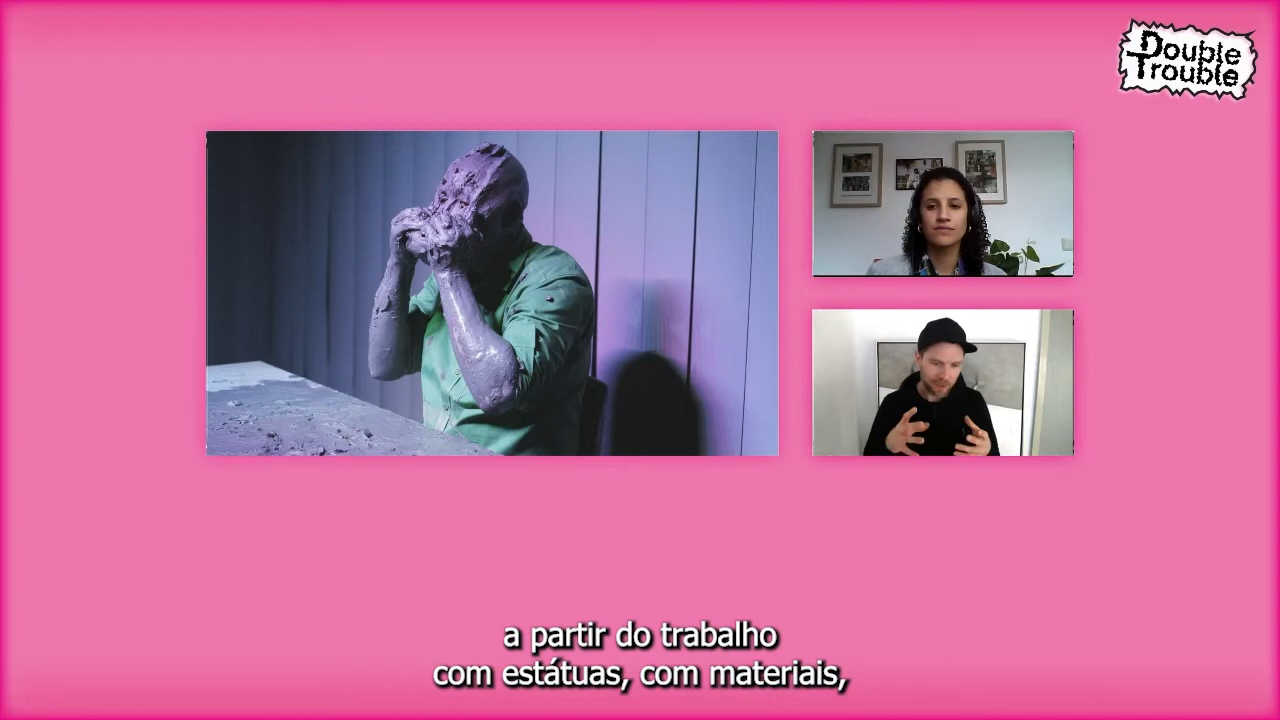 Double
Trouble
a partir do trabalho
com estátuas, com materiais,